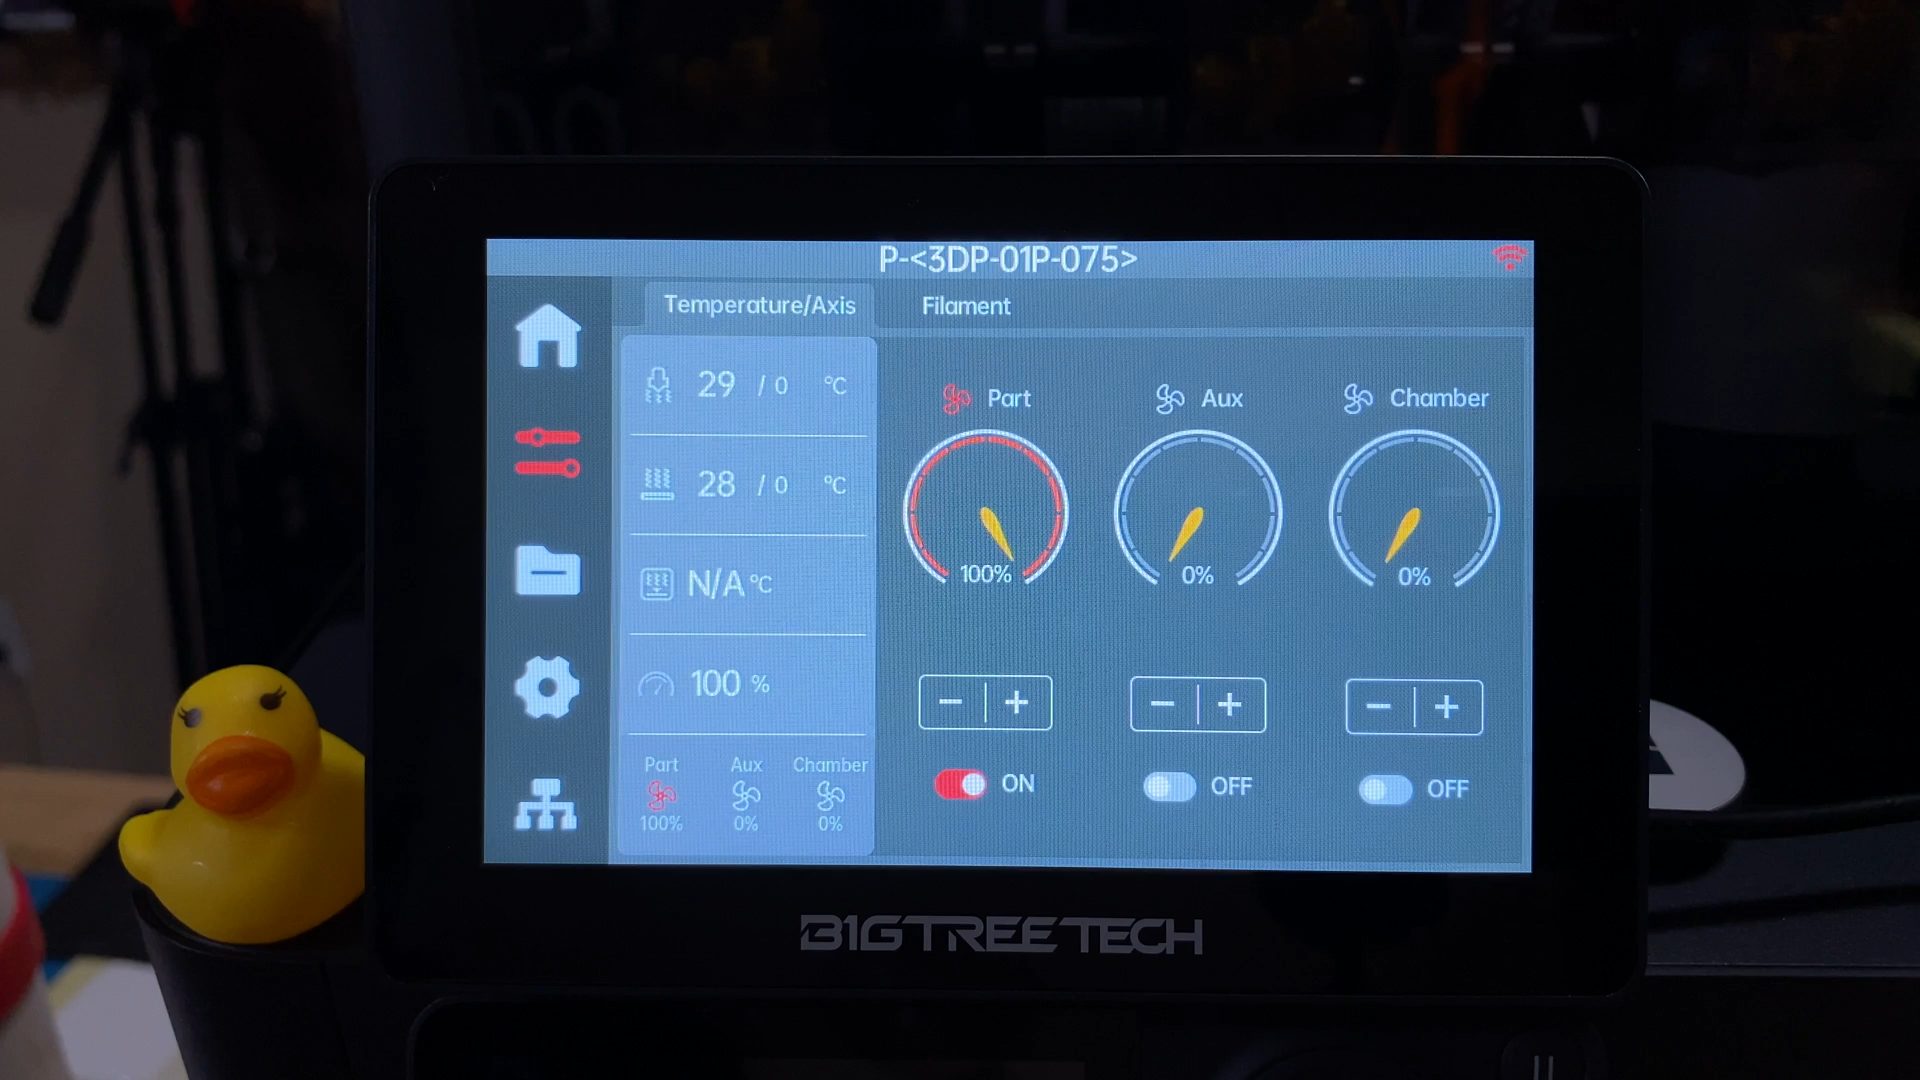 P-<3DP-01P-075>
Temperature/Axis
Filament
29 / 0 °C
28 / 0 °C
N/A °C
100 %
Part Aux Chamber
100% 0% 0%
Part Aux Chamber
100% 0% 0%
− + − + − +
ON OFF OFF
BIGTREETECH